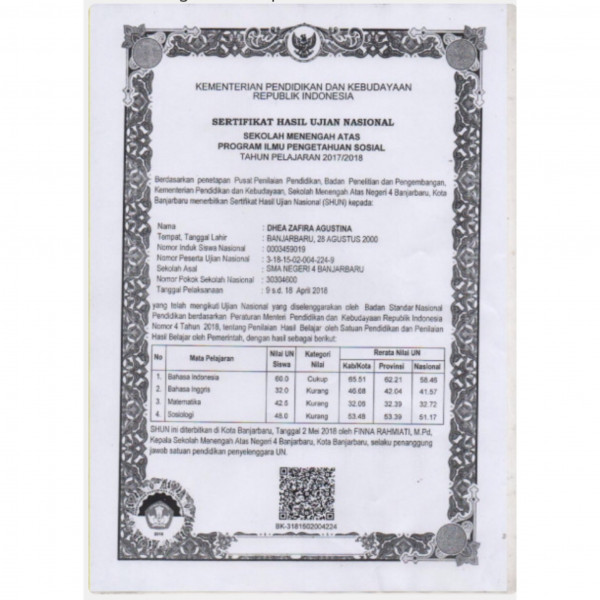 KEMENTERIAN PENDIDIKAN DAN KEBUDAYAAN
REPUBLIK INDONESIA
SERTIFIKAT HASIL UJIAN NASIONAL
SEKOLAH MENENGAH ATAS
PROGRAM ILMU PENGETAHUAN SOSIAL
TAHUN PELAJARAN 2017/2018
Berdasarkan penetapan Pusat Penilaian Pendidikan, Badan Penelitian dan Pengembangan,
Kementerian Pendidikan dan Kebudayaan, Sekolah Menengah Atas Negeri 4 Banjarbaru, Kota
Banjarbaru menerbitkan Sertifikat Hasil Ujian Nasional (SHUN) kepada:
Nama : DHEA ZAFIRA AGUSTINA
Tempat, Tanggal Lahir : BANJARBARU, 28 AGUSTUS 2000
Nomor Induk Siswa Nasional : 0003459019
Nomor Peserta Ujian Nasional : 3-18-15-02-004-224-9
Sekolah Asal : SMA NEGERI 4 BANJARBARU
Nomor Pokok Sekolah Nasional : 30304600
Tanggal Pelaksanaan : 9 s.d. 18 April 2018
yang telah mengikuti Ujian Nasional yang diselenggarakan oleh Badan Standar Nasional
Pendidikan berdasarkan Peraturan Menteri Pendidikan dan Kebudayaan Republik Indonesia
Nomor 4 Tahun 2018, tentang Penilaian Hasil Belajar oleh Satuan Pendidikan dan Penilaian
Hasil Belajar oleh Pemerintah, dengan hasil sebagai berikut:
No Mata Pelajaran Nilai UN Siswa Kategori Nilai Rerata Nilai UN
Kab/Kota Provinsi Nasional
1. Bahasa Indonesia 60.0 Cukup 65.51 62.21 58.46
2. Bahasa Inggris 32.0 Kurang 46.68 42.04 41.57
3. Matematika 42.5 Kurang 32.08 32.39 32.72
4. Sosiologi 48.0 Kurang 53.48 53.39 51.17
SHUN ini diterbitkan di Kota Banjarbaru, Tanggal 2 Mei 2018 oleh FINNA RAHMIATI, M.Pd,
Kepala Sekolah Menengah Atas Negeri 4 Banjarbaru, Kota Banjarbaru, selaku penanggung
jawab satuan pendidikan penyelenggara UN.
BK-3181502004224
2018